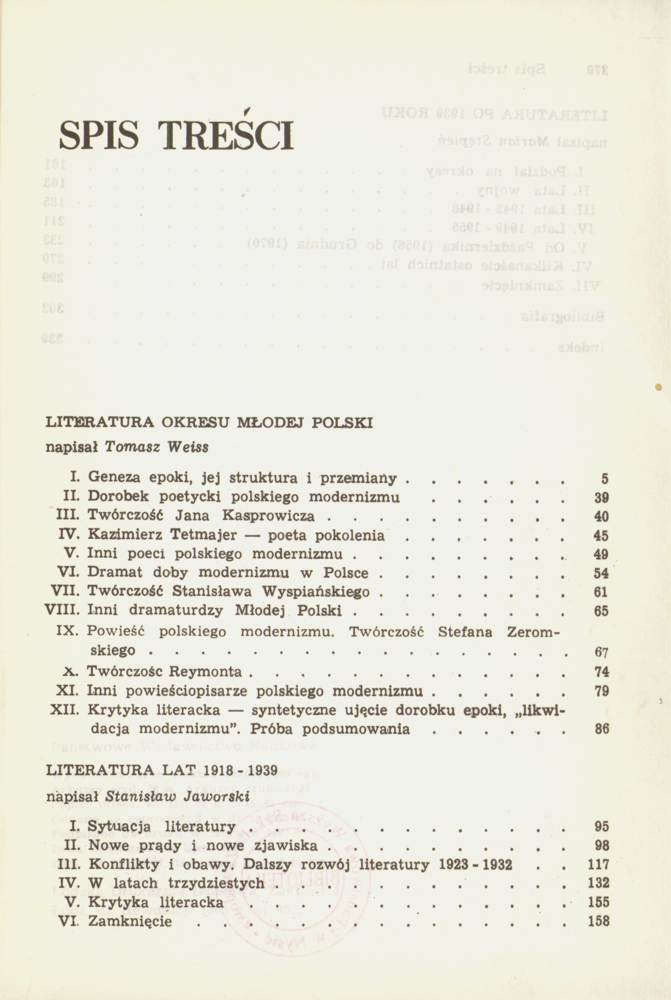 SPIS TREŚCI
LITERATURA OKRESU MŁODEJ POLSKI
napisał Tomasz Weiss
I. Geneza epoki, jej struktura i przemiany . . . . . . . 5
II. Dorobek poetycki polskiego modernizmu . . . . . . 39
III. Twórczość Jana Kasprowicza . . . . . . . . . . 40
IV. Kazimierz Tetmajer — poeta pokolenia . . . . . . . 45
V. Inni poeci polskiego modernizmu . . . . . . . . . 49
VI. Dramat doby modernizmu w Polsce . . . . . . . . 54
VII. Twórczość Stanisława Wyspiańskiego . . . . . . . . 61
VIII. Inni dramaturdzy Młodej Polski . . . . . . . . . 65
IX. Powieść polskiego modernizmu. Twórczość Stefana Żerom-
skiego . . . . . . . . . . . . . . . . . 67
X. Twórczośc Reymonta . . . . . . . . . . . . . 74
XI. Inni powieściopisarze polskiego modernizmu . . . . . . 79
XII. Krytyka literacka — syntetyczne ujęcie dorobku epoki, „likwi-
dacja modernizmu”. Próba podsumowania . . . . . . 86
LITERATURA LAT 1918 - 1939
napisał Stanisław Jaworski
I. Sytuacja literatury . . . . . . . . . . . . . 95
II. Nowe prądy i nowe zjawiska . . . . . . . . . . 98
III. Konflikty i obawy. Dalszy rozwój literatury 1923 - 1932 . . 117
IV. W latach trzydziestych . . . . . . . . . . . . 132
V. Krytyka literacka . . . . . . . . . . . . . 155
VI. Zamknięcie . . . . . . . . . . . . . . . 158